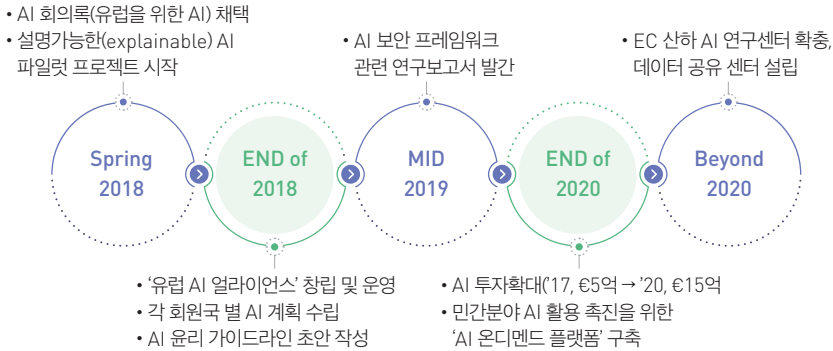 • AI 회의록(유럽을 위한 AI) 채택
• 설명가능한(explainable) AI
파일럿 프로젝트 시작
• AI 보안 프레임워크
관련 연구보고서 발간
• EC 산하 AI 연구센터 확충,
데이터 공유 센터 설립
Spring
2018
END of
2018
MID
2019
END of
2020
Beyond
2020
• ‘유럽 AI 얼라이언스’ 창립 및 운영
• 각 회원국 별 AI 계획 수립
• AI 윤리 가이드라인 초안 작성
• AI 투자확대(’17, €5억 → ’20, €15억
• 민간분야 AI 활용 촉진을 위한
‘AI 온디멘드 플랫폼’ 구축